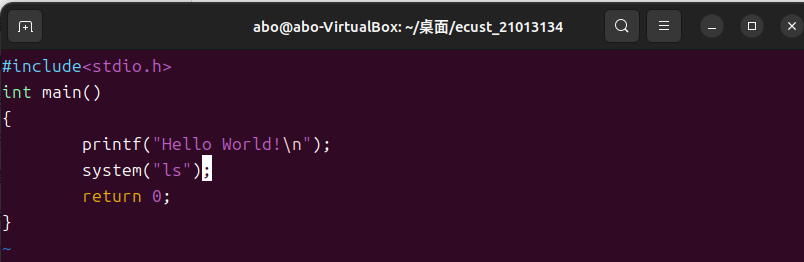 abo@abo-VirtualBox: ~/桌面/ecust_21013134
#include<stdio.h>
int main()
{
        printf("Hello World!\n");
        system("ls");
        return 0;
}
~